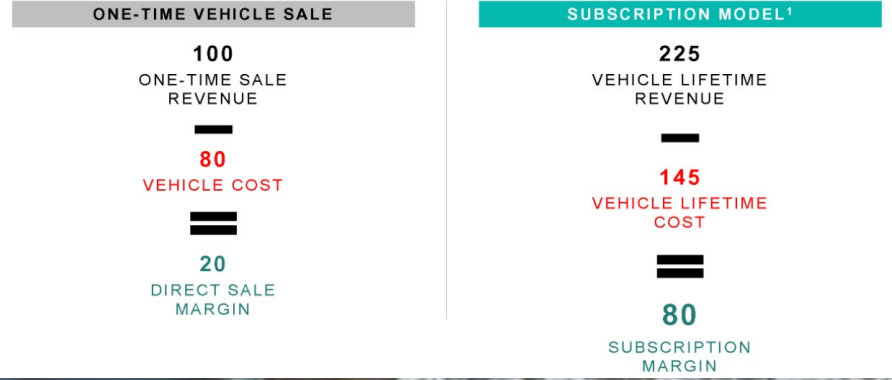 ONE-TIME VEHICLE SALE
100
ONE-TIME SALE
REVENUE
80
VEHICLE COST
20
DIRECT SALE
MARGIN
SUBSCRIPTION MODEL¹
225
VEHICLE LIFETIME
REVENUE
145
VEHICLE LIFETIME
COST
80
SUBSCRIPTION
MARGIN